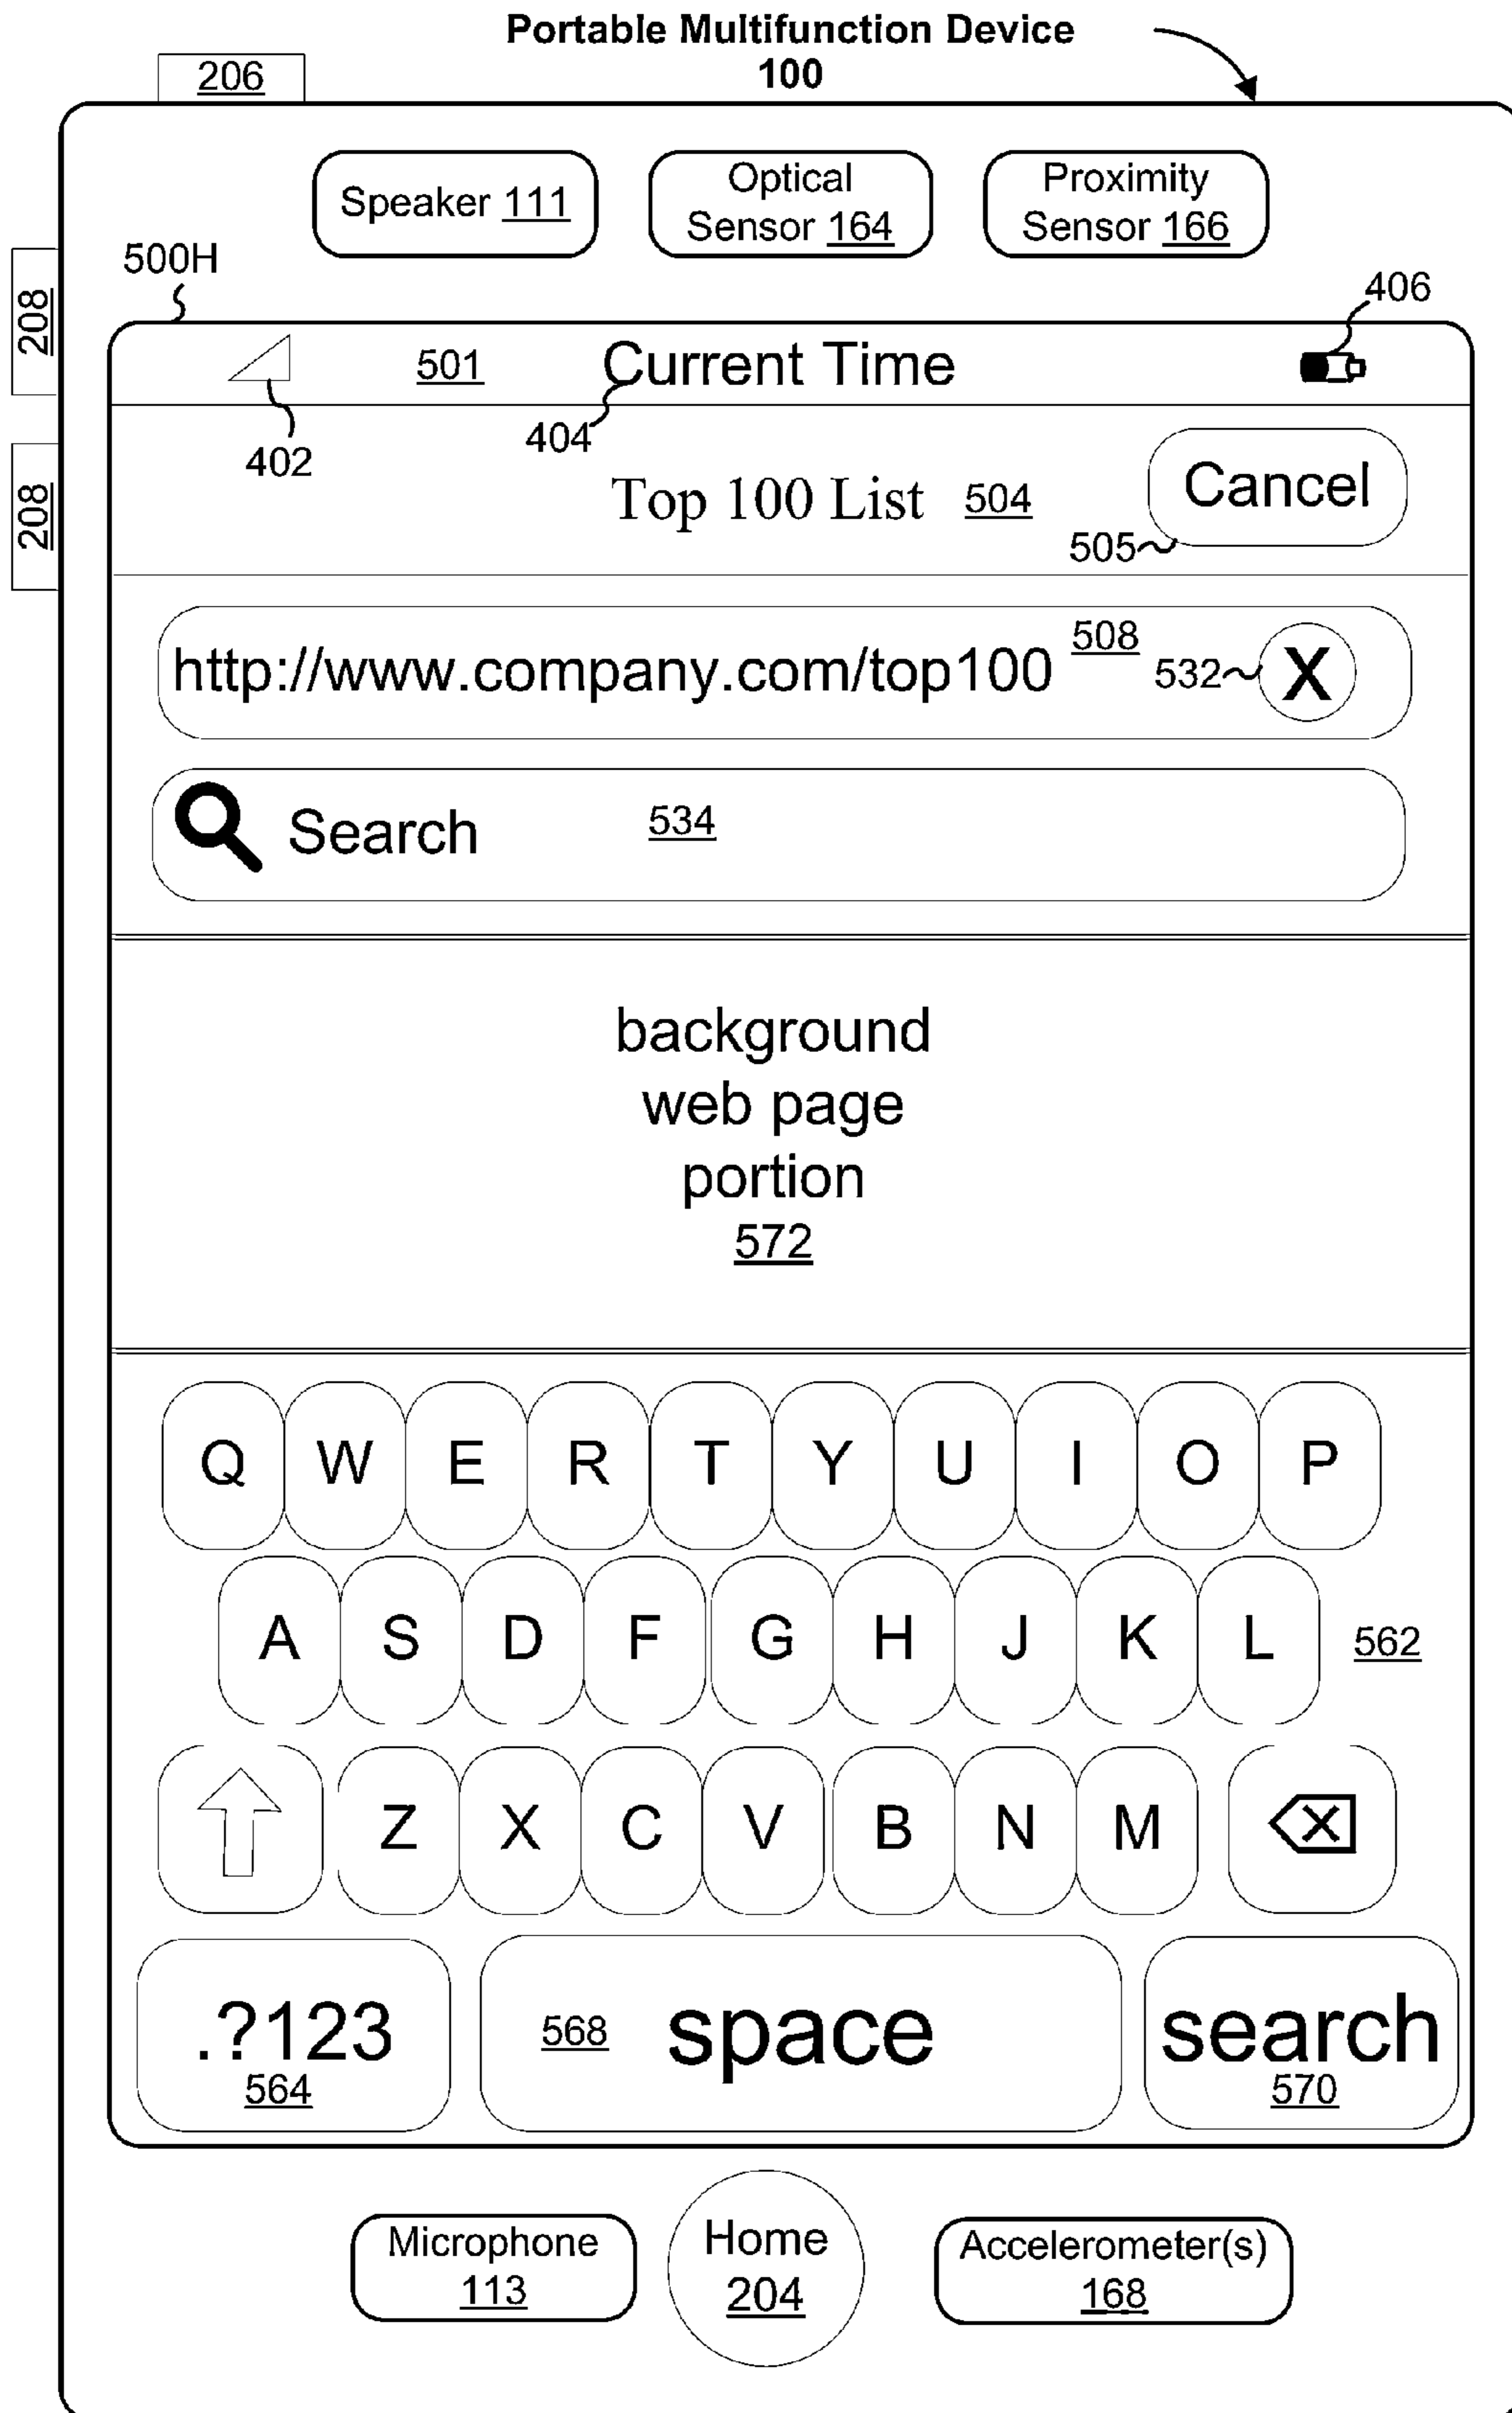 Portable Multifunction Device
100
206
Speaker 111
Optical
Sensor 164
Proximity
Sensor 166
208
208
500H
406
501
Current Time
402
404
Top 100 List 504
Cancel
505
http://www.company.com/top100
508
532
X
Search
534
background
web page
portion
572
Q W E R T Y U I O P
A S D F G H J K L
562
Z X C V B N M
.?123
564
568 space
search
570
Microphone
113
Home
204
Accelerometer(s)
168